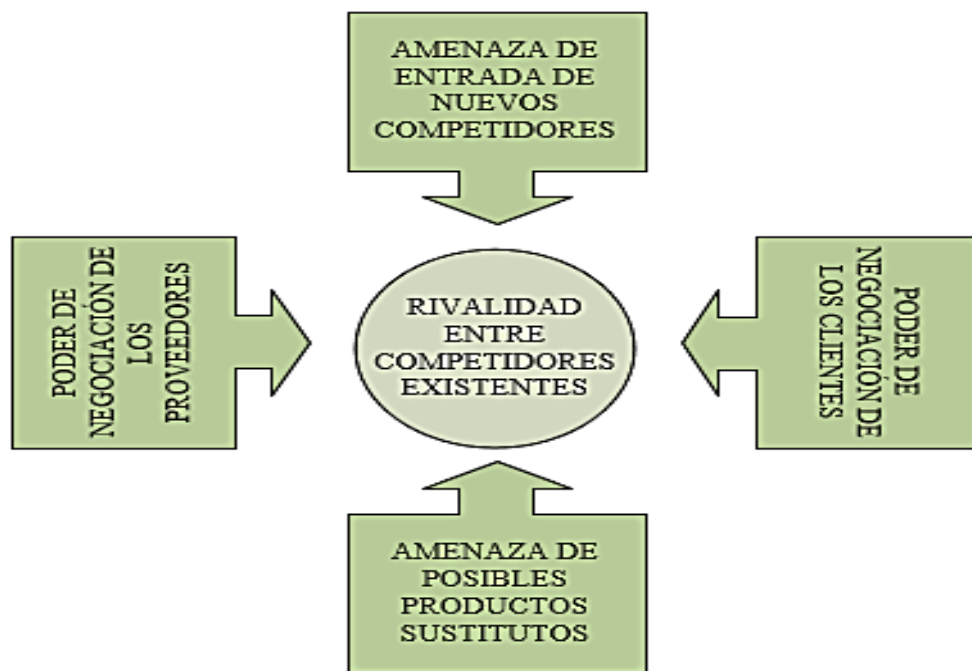 AMENAZA DE
ENTRADA DE
NUEVOS
COMPETIDORES
PODER DE
NEGOCIACIÓN DE
LOS
PROVEEDORES
RIVALIDAD
ENTRE
COMPETIDORES
EXISTENTES
PODER DE
NEGOCIACIÓN DE
LOS CLIENTES
AMENAZA DE
POSIBLES
PRODUCTOS
SUSTITUTOS